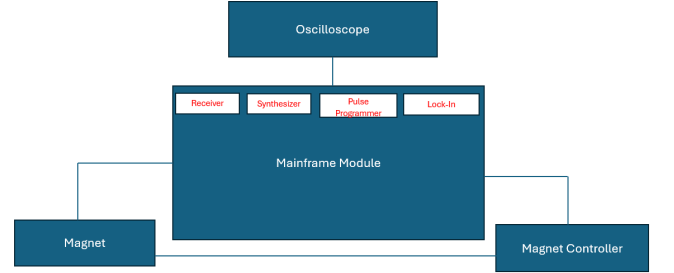 Oscilloscope
Receiver
Synthesizer
Pulse
Programmer
Lock-In
Mainframe Module
Magnet
Magnet Controller